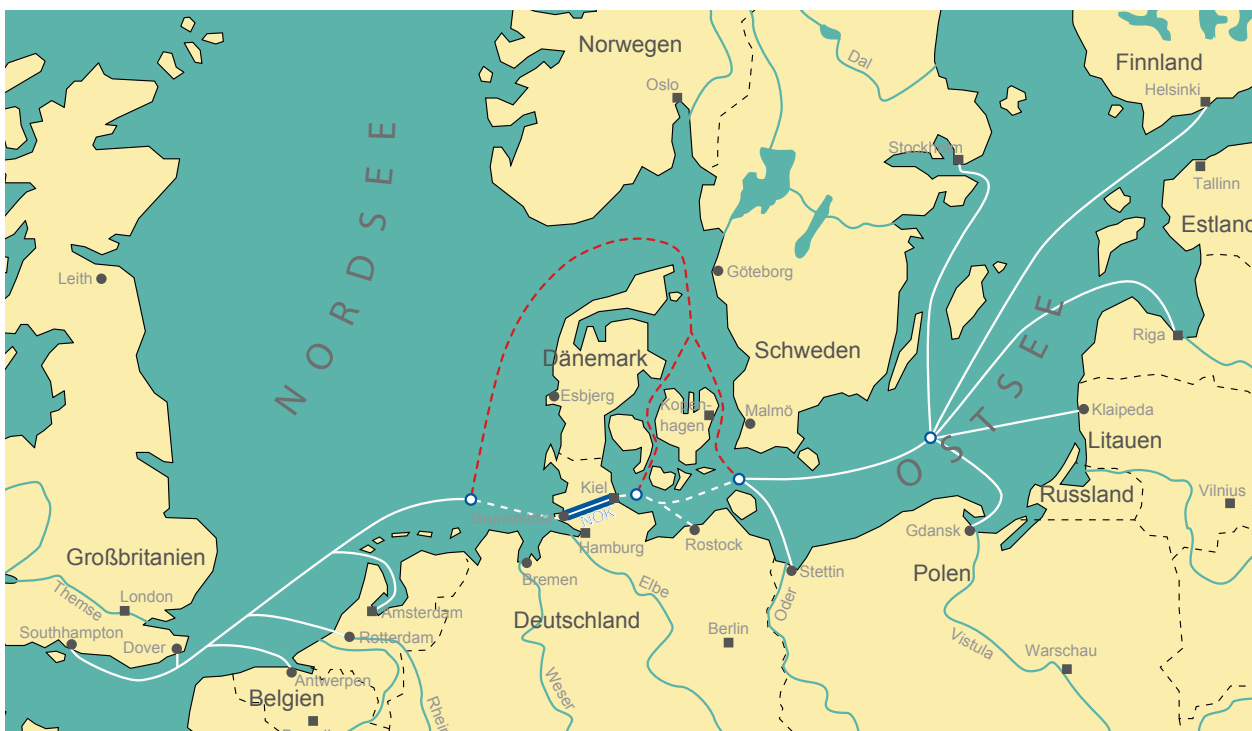 Norwegen
Finnland
Dal
Oslo
Helsinki
Stockholm
Tallinn
Estland
NORDSEE
Leith
Göteborg
Riga
Dänemark
Schweden
OSTSEE
Esbjerg
Kopen-
hagen
Malmö
Klaipeda
Litauen
Kiel
Russland
Vilnius
NOK
Hamburg
Rostock
Gdansk
Großbritanien
Bremen
Elbe
Stettin
Polen
Themse
London
Amsterdam
Deutschland
Oder
Berlin
Southhampton
Dover
Rotterdam
Vistula
Warschau
Antwerpen
Belgien
Weser
Rhein